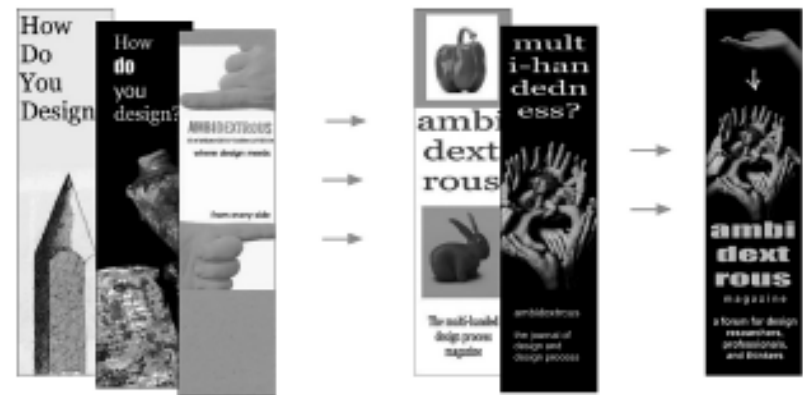 How
Do
You
Design
How
do
you
design?
AMBIDEXTROUS
where design meets
from every side
ambi
dext
rous
The multi-handed
design process
magazine
mult
i-han
dedn
ess?
ambidextrous
the journal of
design and
design process
ambi
dext
rous
magazine
a forum for design
researchers,
professionals,
and thinkers